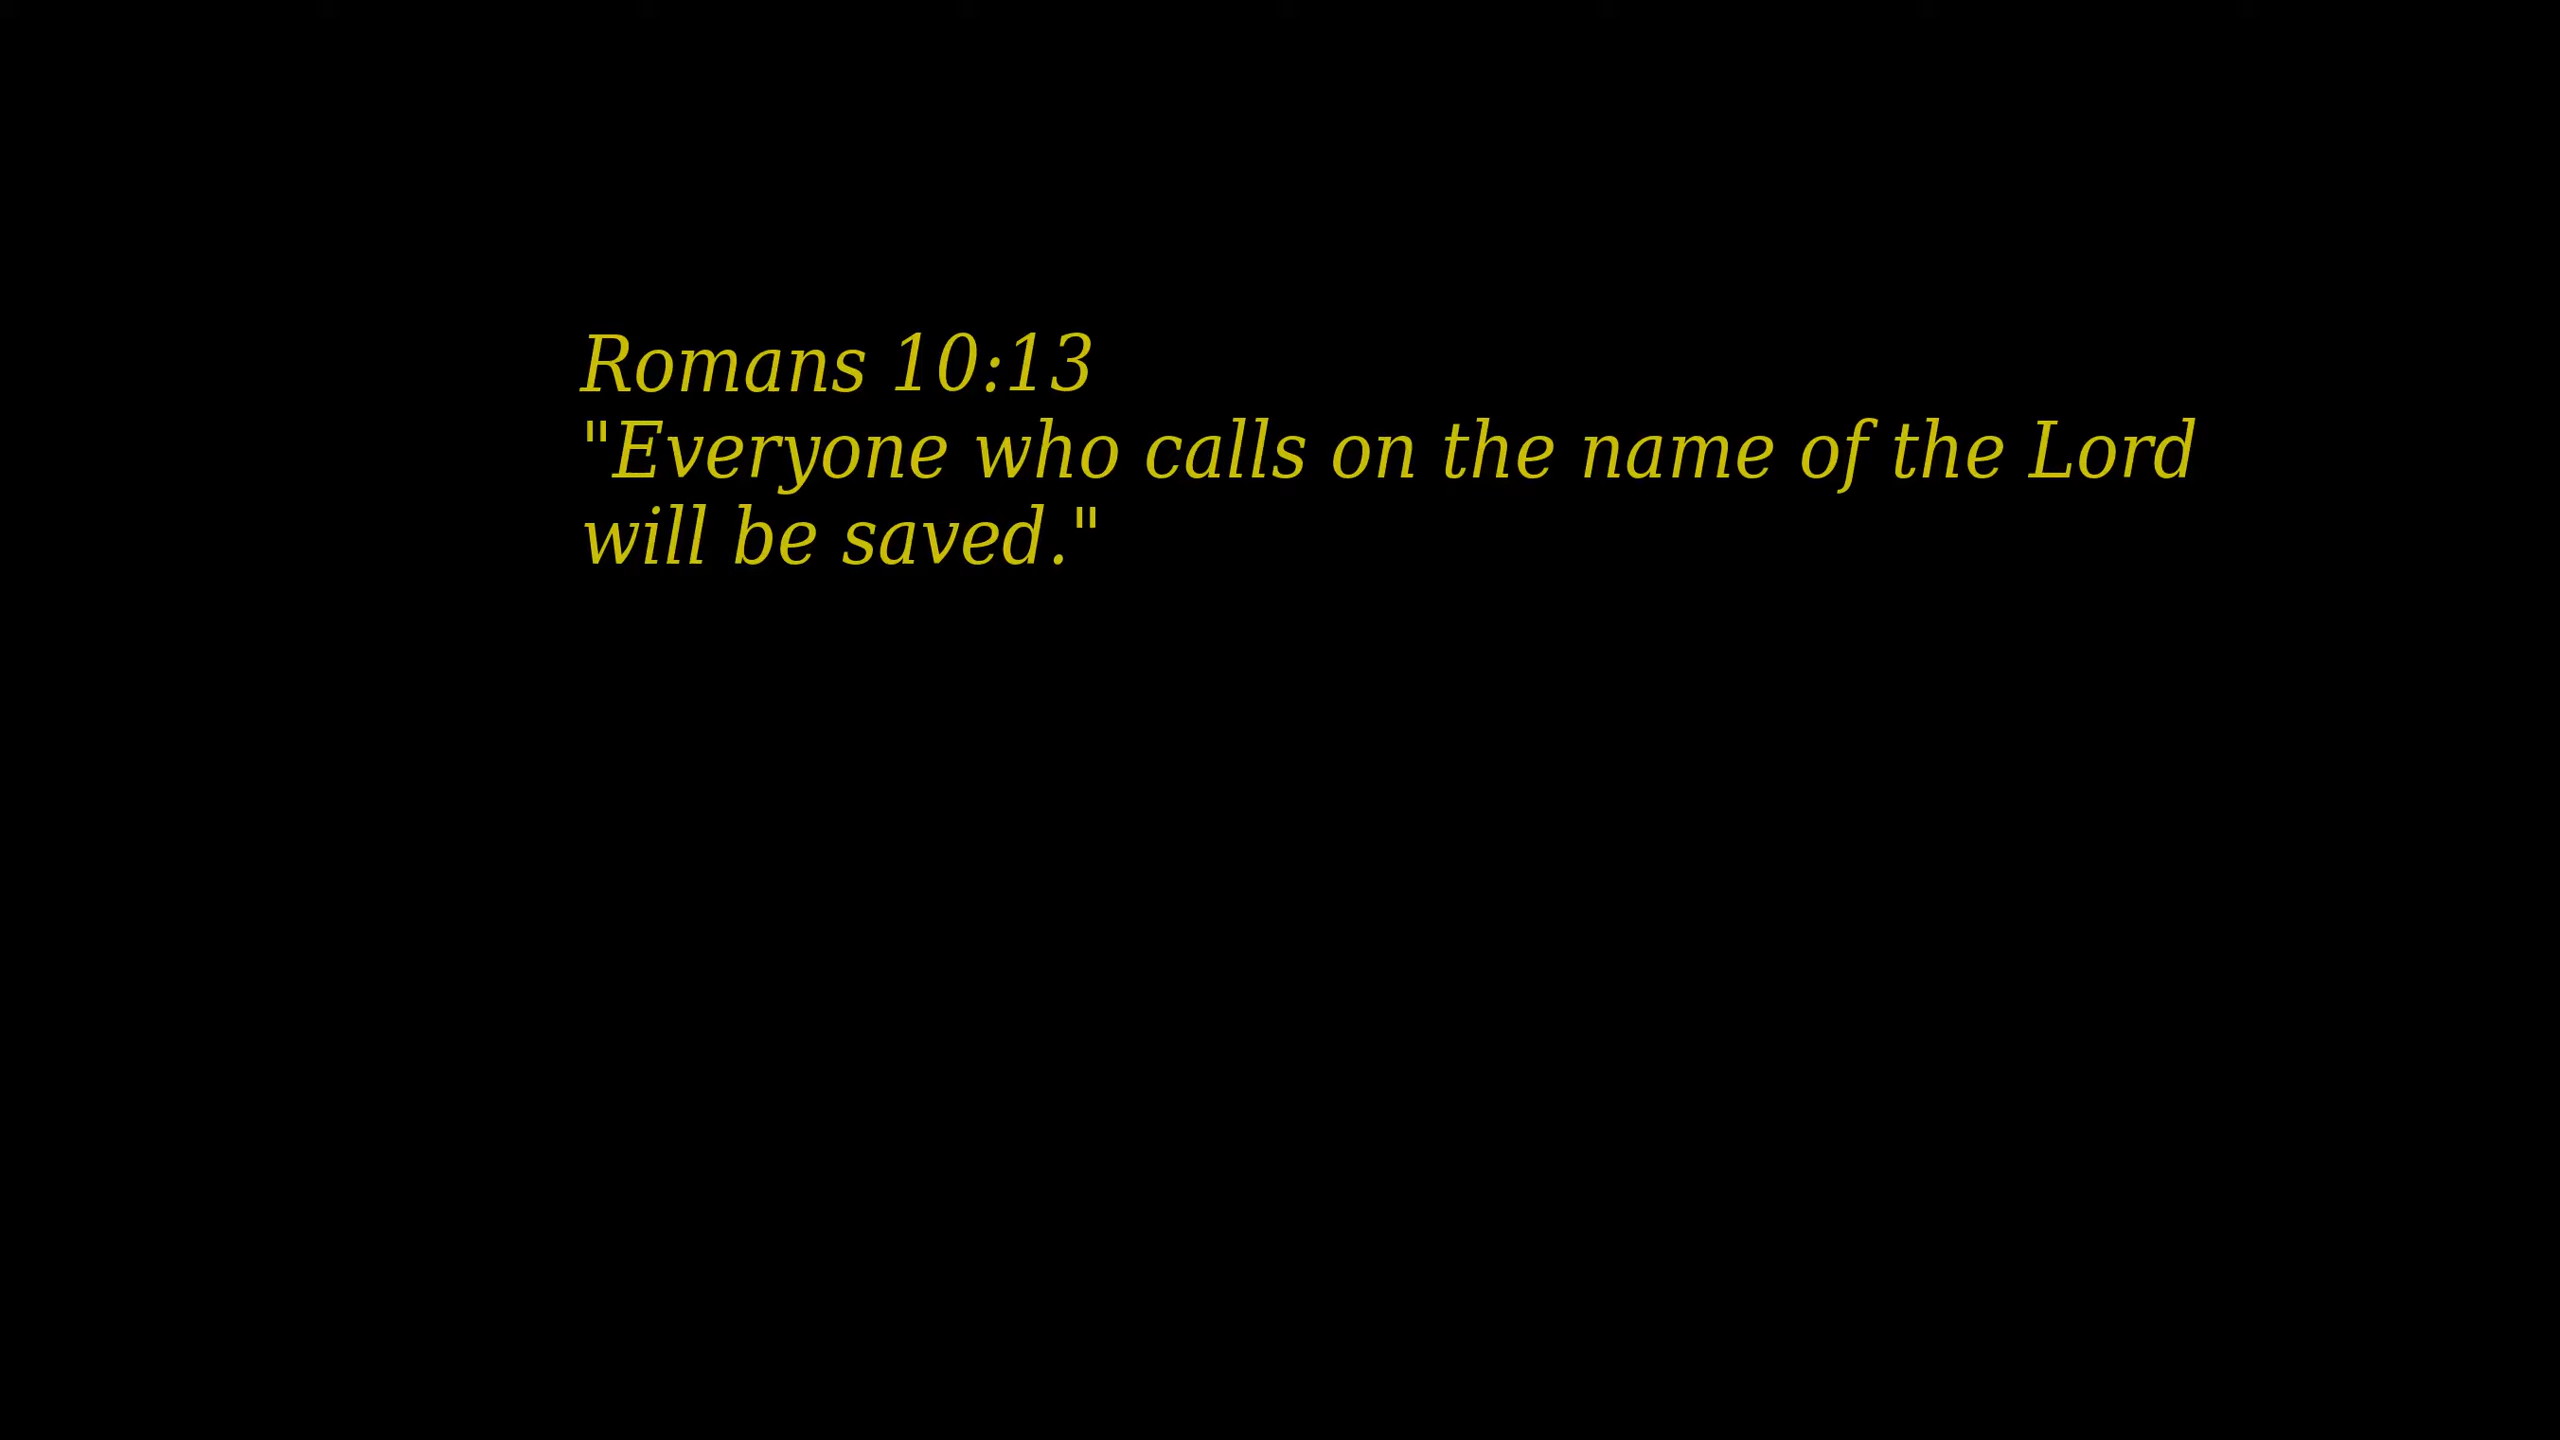 Romans 10:13
"Everyone who calls on the name of the Lord
will be saved."